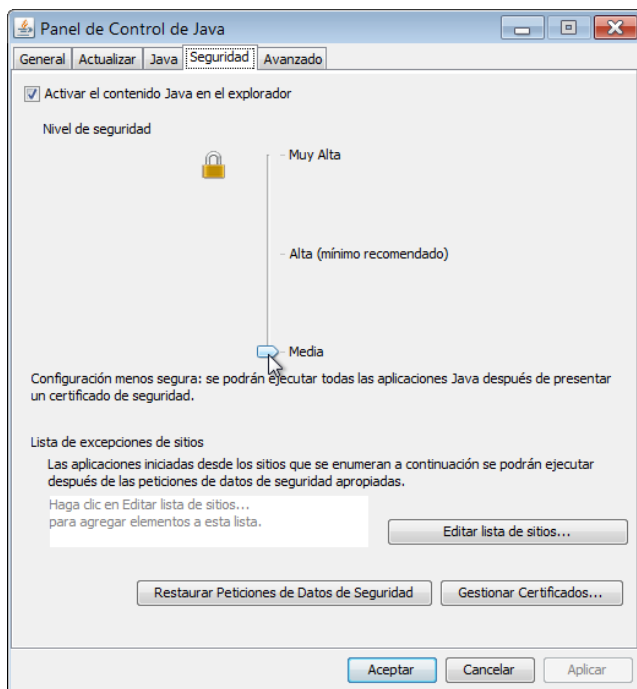 Panel de Control de Java
General Actualizar Java Seguridad Avanzado
Activar el contenido Java en el explorador
Nivel de seguridad
Muy Alta
Alta (mínimo recomendado)
Media
Configuración menos segura: se podrán ejecutar todas las aplicaciones Java después de presentar
un certificado de seguridad.
Lista de excepciones de sitios
Las aplicaciones iniciadas desde los sitios que se enumeran a continuación se podrán ejecutar
después de las peticiones de datos de seguridad apropiadas.
Haga clic en Editar lista de sitios...
para agregar elementos a esta lista.
Editar lista de sitios...
Restaurar Peticiones de Datos de Seguridad Gestionar Certificados...
Aceptar Cancelar Aplicar